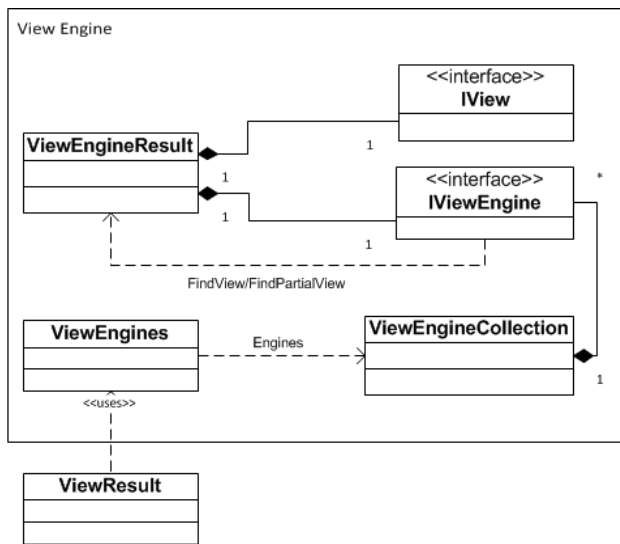 View Engine
<<interface>>
IView
ViewEngineResult
1
1
<<interface>>
IViewEngine
*
1
1
FindView/FindPartialView
ViewEngines
Engines
ViewEngineCollection
1
<<uses>>
ViewResult